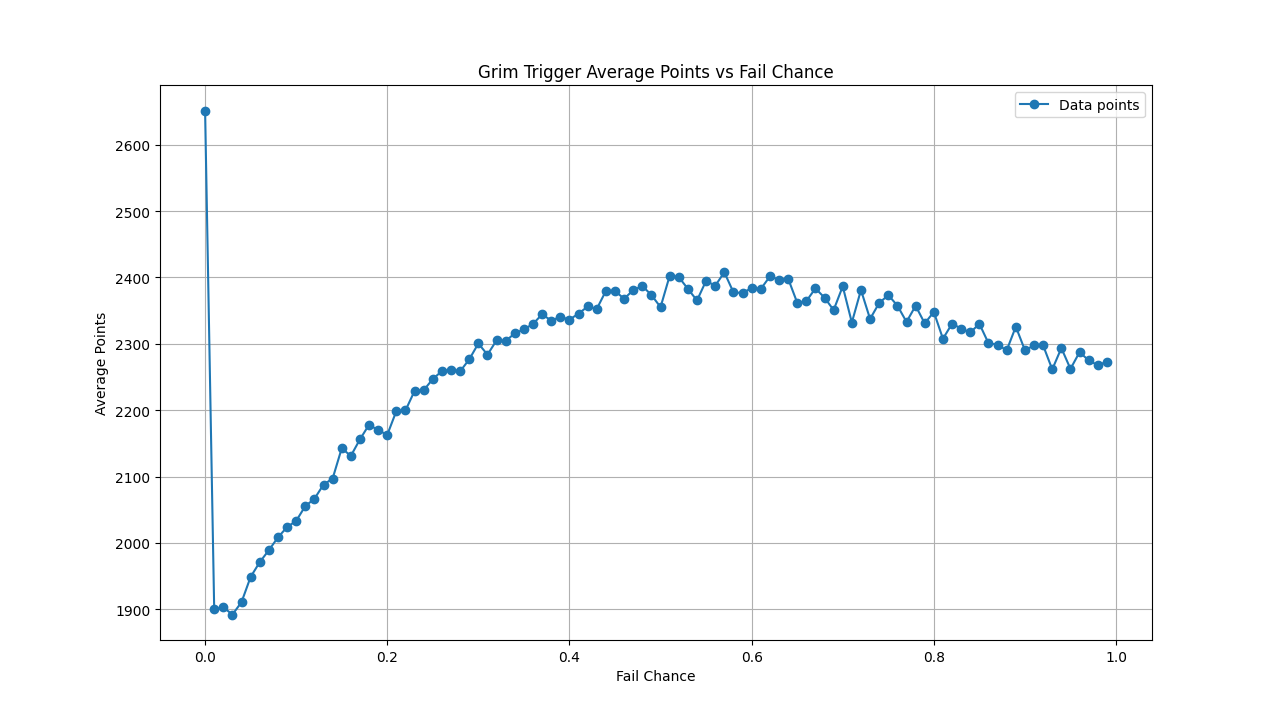 Grim Trigger Average Points vs Fail Chance
Data points
Average Points
2600
2500
2400
2300
2200
2100
2000
1900
0.0 0.2 0.4 0.6 0.8 1.0
Fail Chance